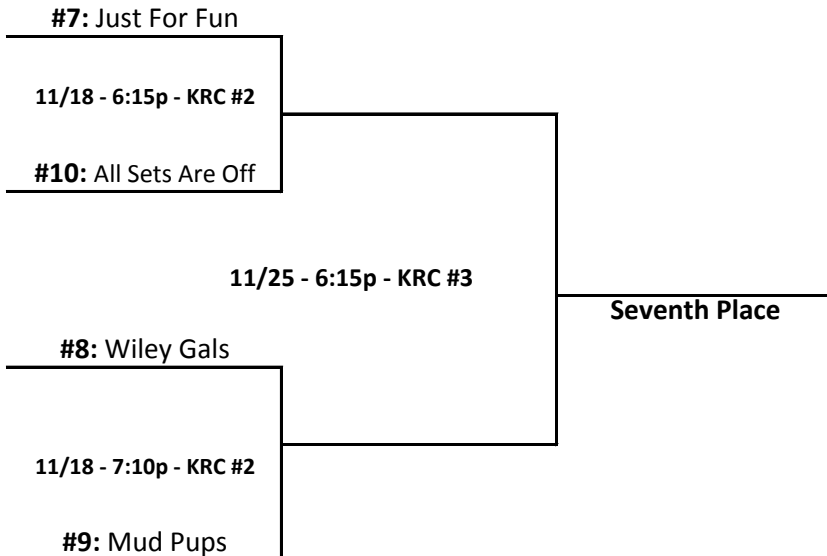 #7: Just For Fun
11/18 - 6:15p - KRC #2
#10: All Sets Are Off
11/25 - 6:15p - KRC #3
Seventh Place
#8: Wiley Gals
11/18 - 7:10p - KRC #2
#9: Mud Pups